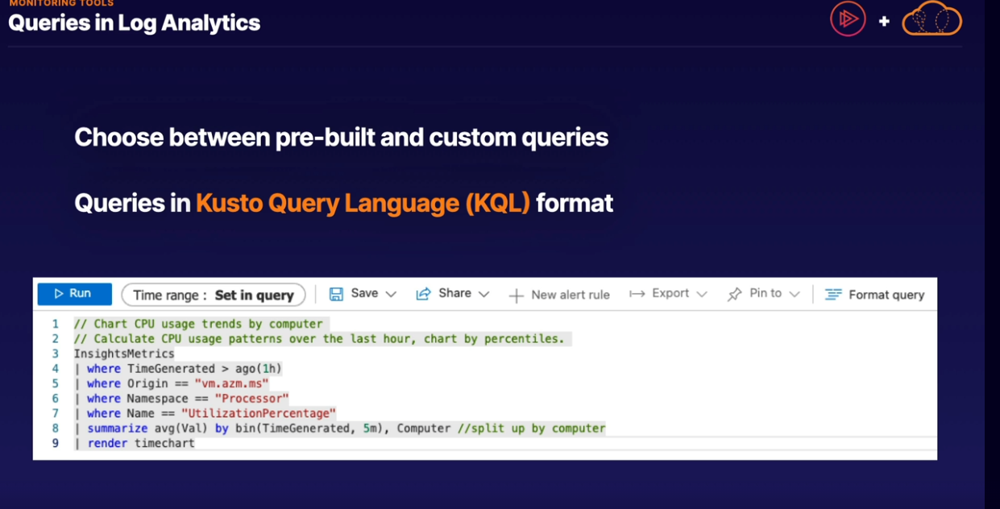 MONITORING TOOLS
Queries in Log Analytics
+
Choose between pre-built and custom queries
Queries in Kusto Query Language (KQL) format
Run Time range : Set in query Save Share New alert rule Export Pin to Format query
1 // Chart CPU usage trends by computer
2 // Calculate CPU usage patterns over the last hour, chart by percentiles.
3 InsightsMetrics
4 | where TimeGenerated > ago(1h)
5 | where Origin == "vm.azm.ms"
6 | where Namespace == "Processor"
7 | where Name == "UtilizationPercentage"
8 | summarize avg(Val) by bin(TimeGenerated, 5m), Computer //split up by computer
9 | render timechart